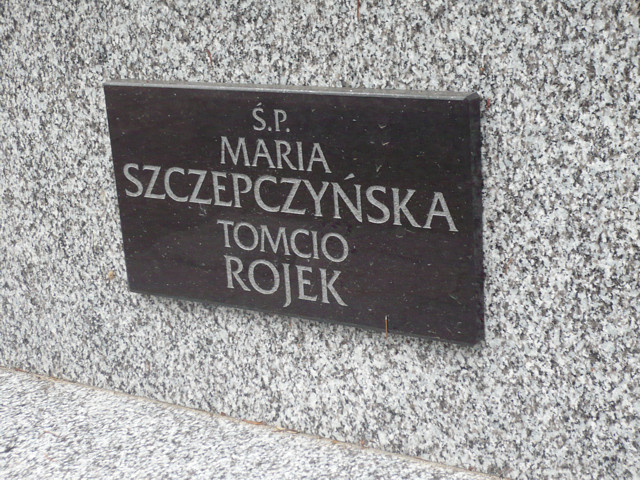 Ś.P.
MARIA
SZCZEPCZYŃSKA
TOMCIO
ROJEK